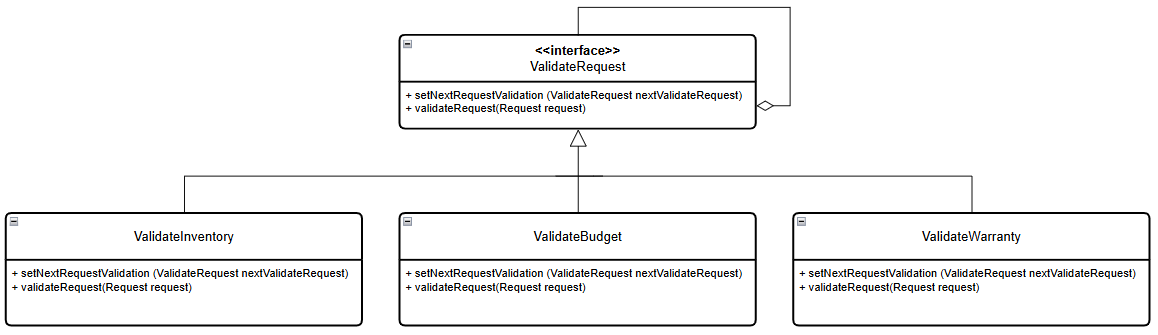 <<interface>>
ValidateRequest
+ setNextRequestValidation (ValidateRequest nextValidateRequest)
+ validateRequest(Request request)
ValidateInventory
+ setNextRequestValidation (ValidateRequest nextValidateRequest)
+ validateRequest(Request request)
ValidateBudget
+ setNextRequestValidation (ValidateRequest nextValidateRequest)
+ validateRequest(Request request)
ValidateWarranty
+ setNextRequestValidation (ValidateRequest nextValidateRequest)
+ validateRequest(Request request)